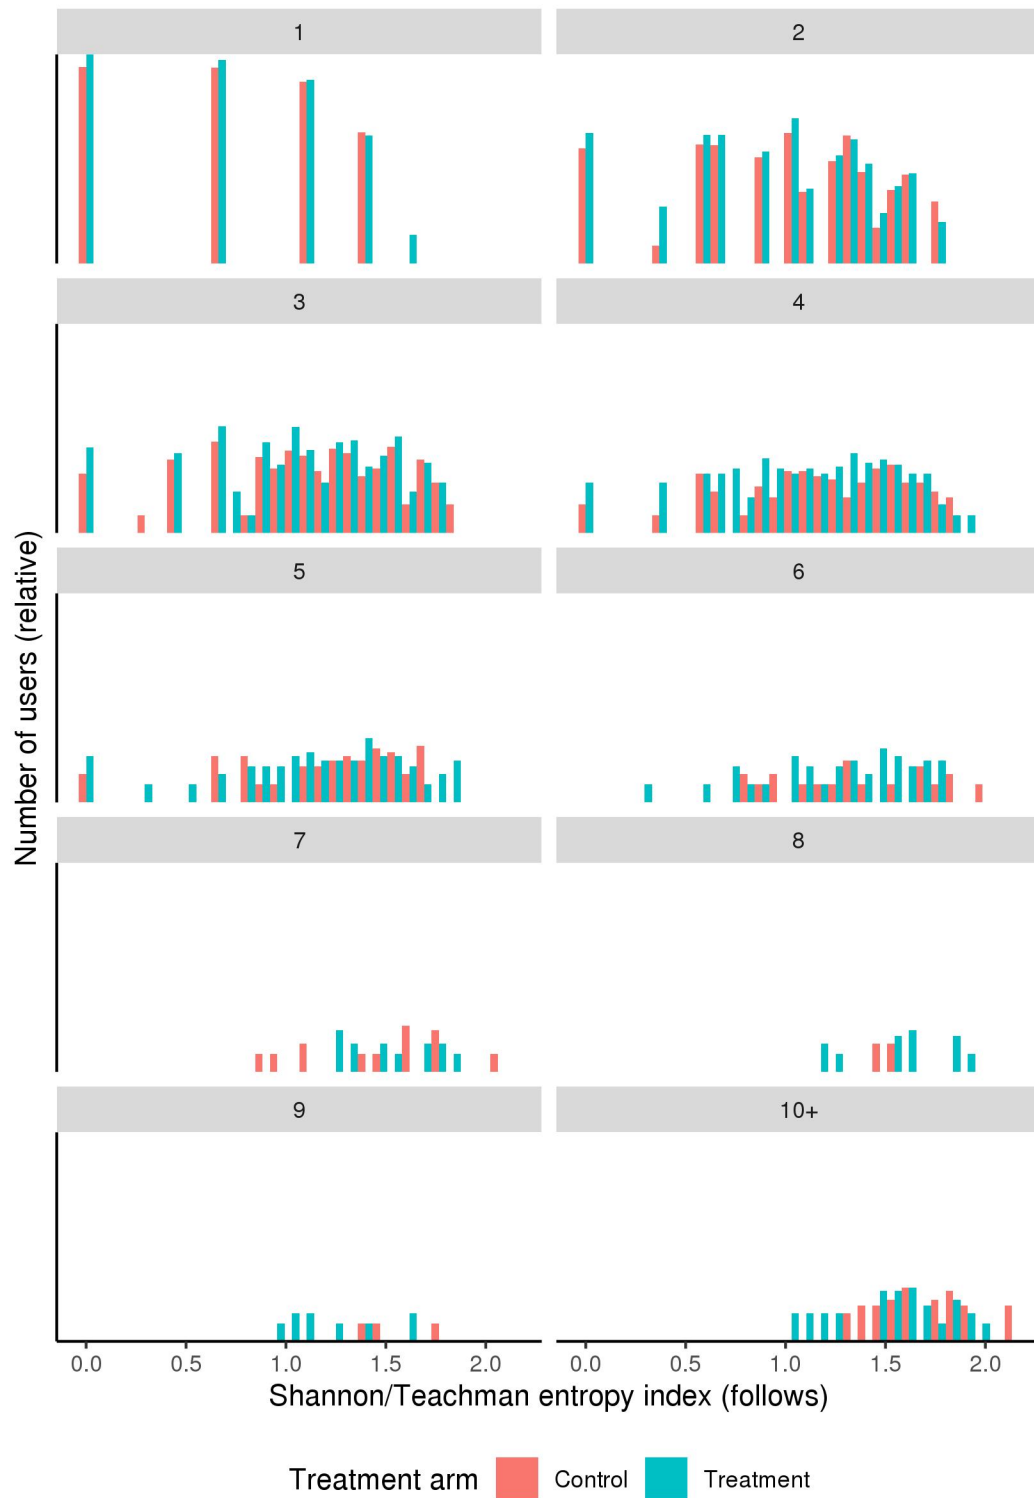 1
2
3
4
5
6
7
8
9
10+
Number of users (relative)
0.0 0.5 1.0 1.5 2.0
0.0 0.5 1.0 1.5 2.0
Shannon/Teachman entropy index (follows)
Treatment arm Control Treatment